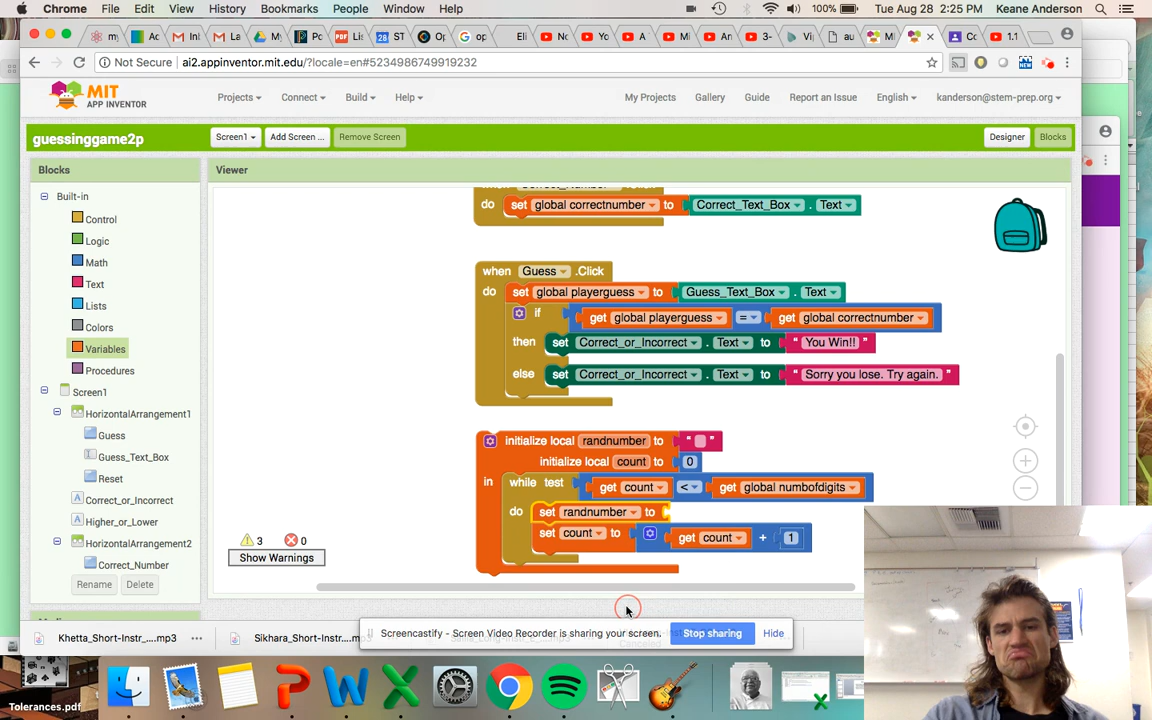 Chrome File Edit View History Bookmarks People Window Help 100% Tue Aug 28 2:25 PM Keane Anderson
Not Secure ai2.appinventor.mit.edu/?locale=en#5234986749919232
MIT
APP INVENTOR
Projects Connect Build Help My Projects Gallery Guide Report an Issue English kanderson@stem-prep.org
guessinggame2p Screen1 Add Screen ... Remove Screen Designer Blocks
Blocks Viewer
Built-in
Control
Logic
Math
Text
Lists
Colors
Variables
Procedures
Screen1
HorizontalArrangement1
Guess
Guess_Text_Box
Reset
Correct_or_Incorrect
Higher_or_Lower
HorizontalArrangement2
Correct_Number
Rename Delete
do set global correctnumber to Correct_Text_Box . Text
when Guess .Click
do set global playerguess to Guess_Text_Box . Text
if get global playerguess = get global correctnumber
then set Correct_or_Incorrect . Text to " You Win!! "
else set Correct_or_Incorrect . Text to " Sorry you lose. Try again. "
initialize local randnumber to " "
initialize local count to 0
in while test get count < get global numbofdigits
do set randnumber to
set count to get count + 1
3 0
Show Warnings
Khetta_Short-Instr_....mp3 Sikhara_Short-Instr_...mp3
Screencastify - Screen Video Recorder is sharing your screen. Stop sharing Hide
Canceled
Tolerances.pdf